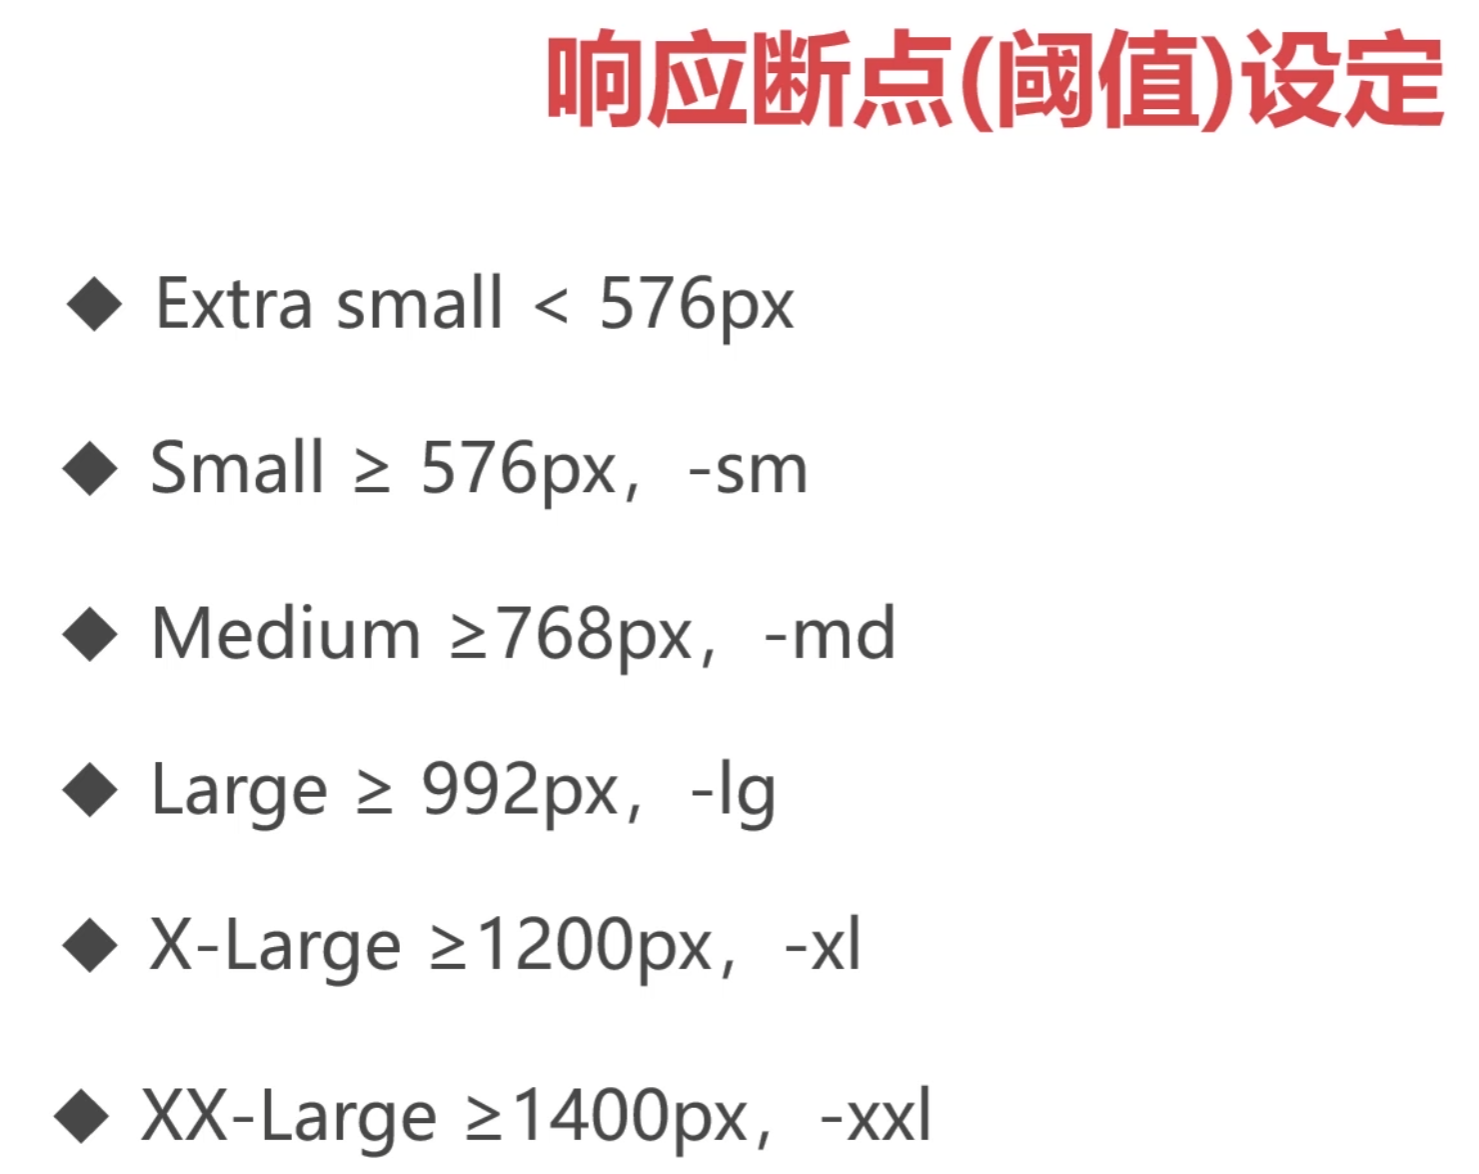 响应断点(阈值)设定
◆ Extra small < 576px
◆ Small ≥ 576px，-sm
◆ Medium ≥768px，-md
◆ Large ≥ 992px，-lg
◆ X-Large ≥1200px，-xl
◆ XX-Large ≥1400px，-xxl